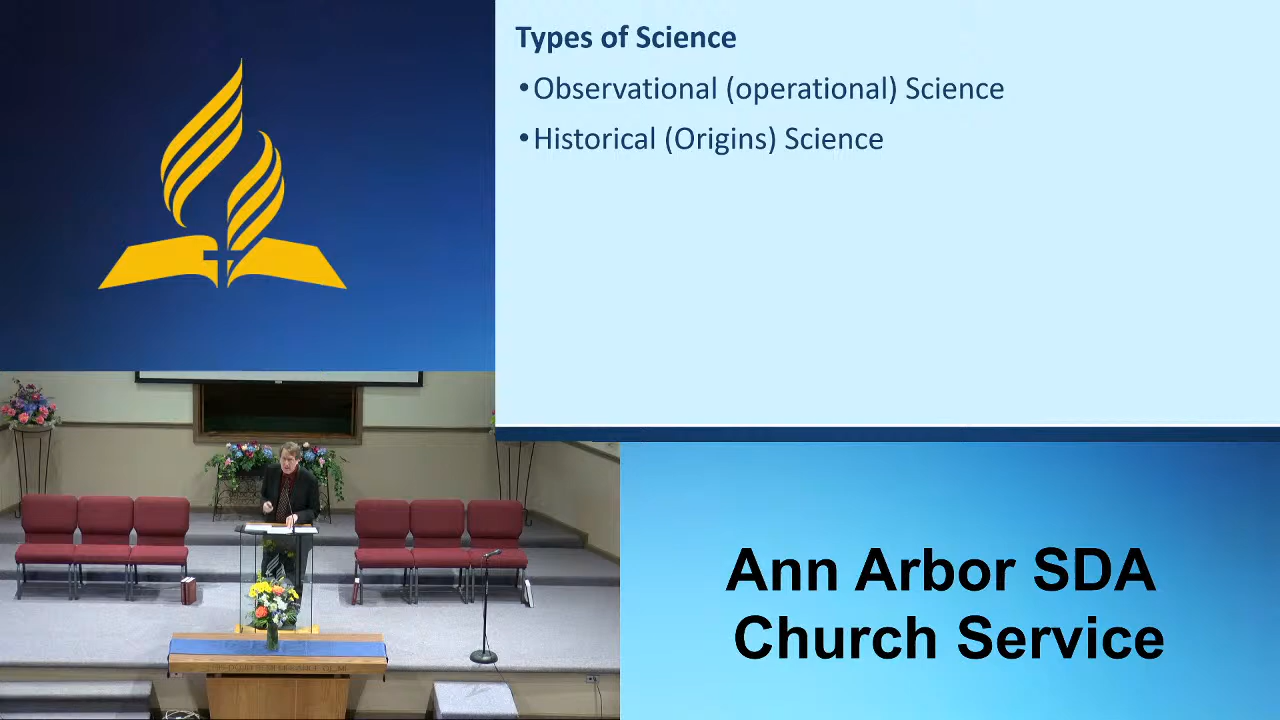 Types of Science
•Observational (operational) Science
•Historical (Origins) Science
Ann Arbor SDA
Church Service